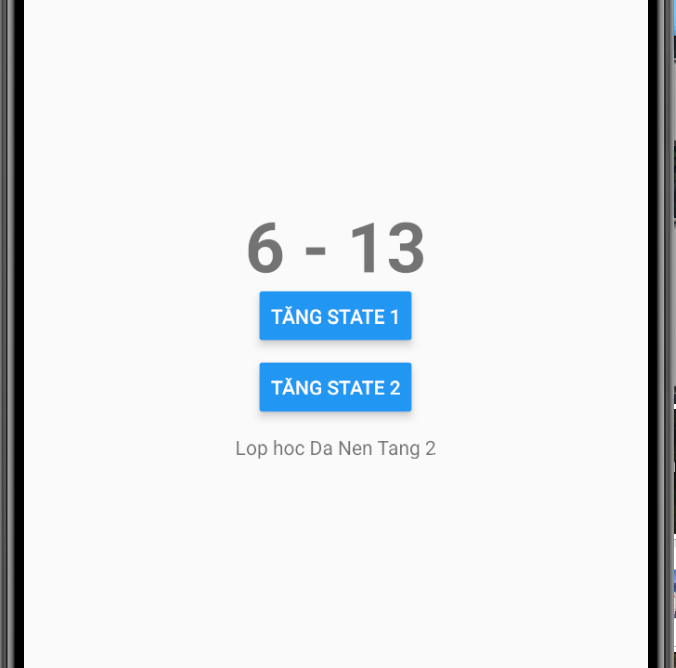 6 - 13
TĂNG STATE 1
TĂNG STATE 2
Lop hoc Da Nen Tang 2